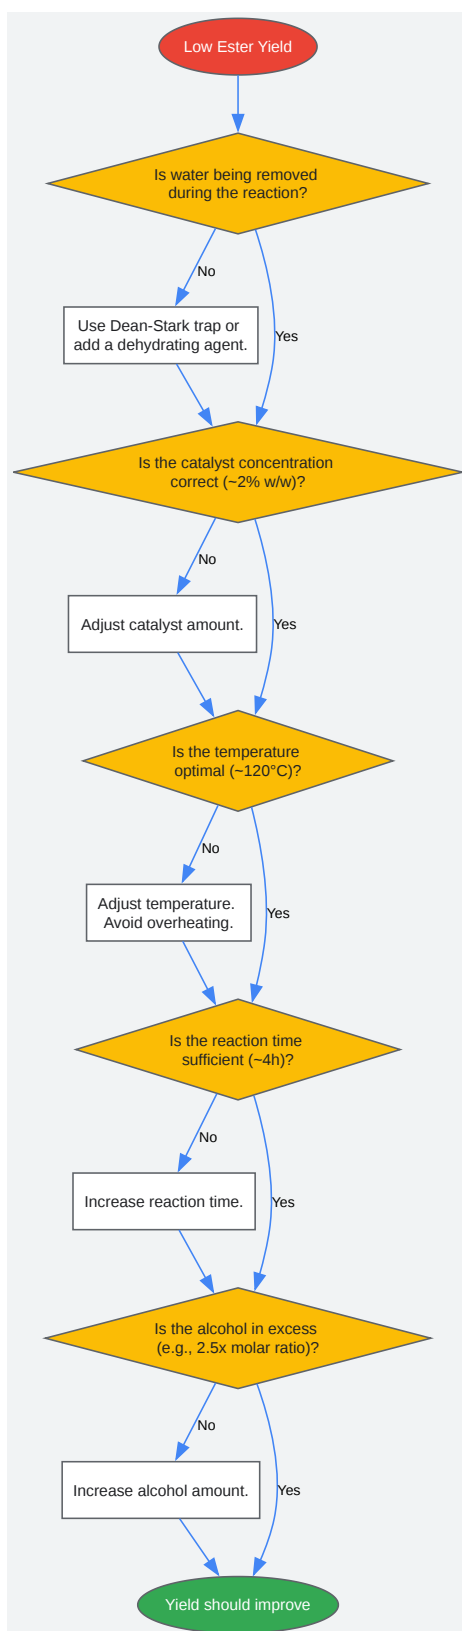 Low Ester Yield
Is water being removed
during the reaction?
No
Yes
Use Dean-Stark trap or
add a dehydrating agent.
Is the catalyst concentration
correct (~2% w/w)?
No
Yes
Adjust catalyst amount.
Is the temperature
optimal (~120°C)?
No
Yes
Adjust temperature.
Avoid overheating.
Is the reaction time
sufficient (~4h)?
No
Yes
Increase reaction time.
Is the alcohol in excess
(e.g., 2.5x molar ratio)?
No
Yes
Increase alcohol amount.
Yield should improve